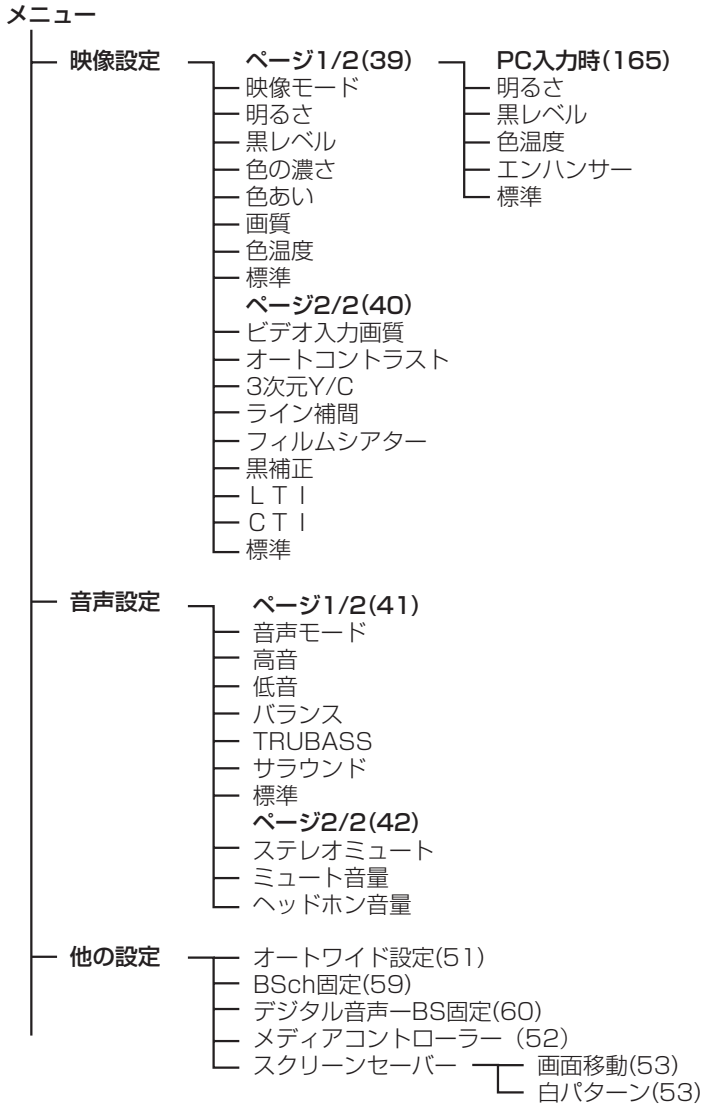 メニュー
映像設定
ページ1/2(39)
映像モード
明るさ
黒レベル
色の濃さ
色あい
画質
色温度
標準
ページ2/2(40)
ビデオ入力画質
オートコントラスト
3次元Y/C
ライン補間
フィルムシアター
黒補正
ＬＴＩ
ＣＴＩ
標準
PC入力時(165)
明るさ
黒レベル
色温度
エンハンサー
標準
音声設定
ページ1/2(41)
音声モード
高音
低音
バランス
TRUBASS
サラウンド
標準
ページ2/2(42)
ステレオミュート
ミュート音量
ヘッドホン音量
他の設定
オートワイド設定(51)
BSch固定(59)
デジタル音声ーBS固定(60)
メディアコントローラー（52）
スクリーンセーバー
画面移動(53)
白パターン(53)